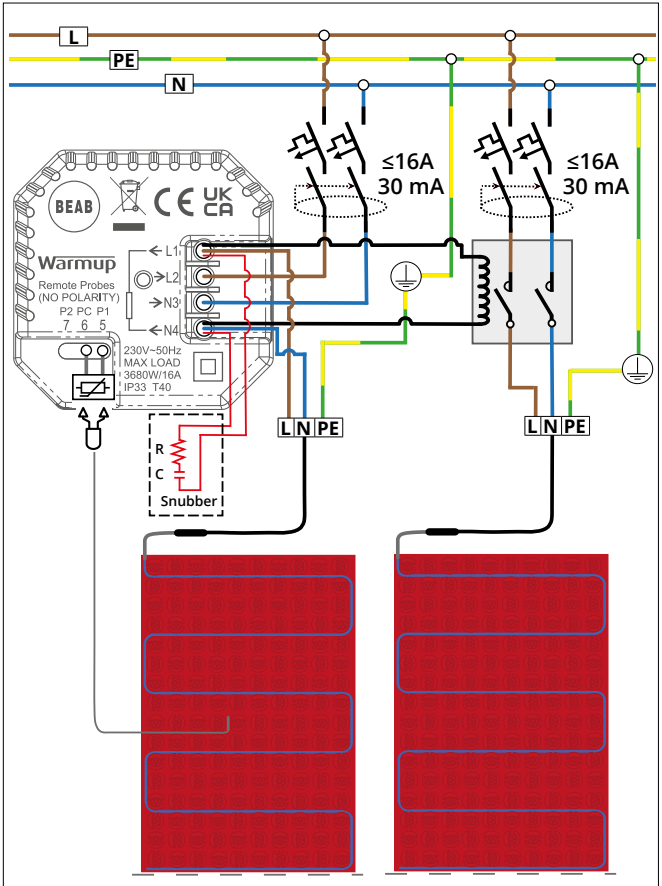 L
PE
N
≤16A
30 mA
≤16A
30 mA
BEAB
CE UK CA
Warmup
Remote Probes
(NO POLARITY)
P2 PC P1
7 6 5
L1
L2
N3
N4
230V~50Hz
MAX LOAD
3680W/16A
IP33 T40
R
C
Snubber
L N PE
L N PE